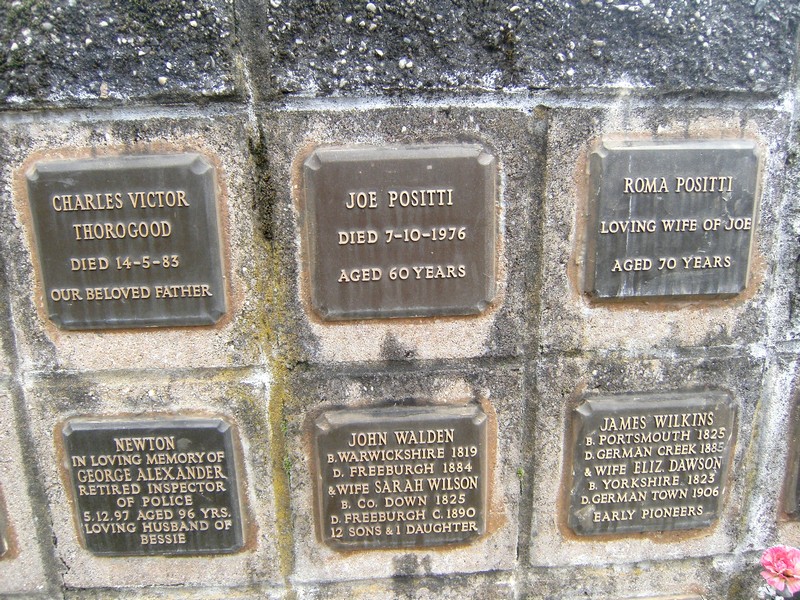 CHARLES VICTOR
THOROGOOD
DIED 14-5-83
OUR BELOVED FATHER
JOE POSITTI
DIED 7-10-1976
AGED 60 YEARS
ROMA POSITTI
LOVING WIFE OF JOE
AGED 70 YEARS
NEWTON
IN LOVING MEMORY OF
GEORGE ALEXANDER
RETIRED INSPECTOR
OF POLICE
5.12.97 AGED 96 YRS.
LOVING HUSBAND OF
BESSIE
JOHN WALDEN
B. WARWICKSHIRE 1819
D. FREEBURGH 1884
& WIFE SARAH WILSON
B. CO. DOWN 1825
D. FREEBURGH C. 1890
12 SONS & 1 DAUGHTER
JAMES WILKINS
B. PORTSMOUTH 1825
D. GERMAN CREEK 1885
& WIFE ELIZ. DAWSON
B. YORKSHIRE 1823
D. GERMAN TOWN 1906
EARLY PIONEERS